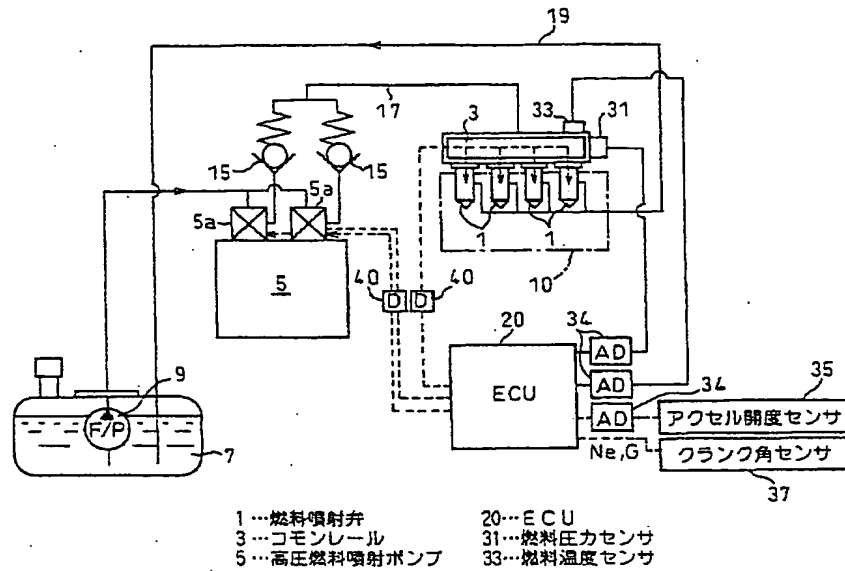 19
17
3
33
31
15
15
5a
5a
1
1
10
5
40
40
D
D
20
34
ECU
AD
AD
AD
34
35
アクセル開度センサ
Ne,G
クランク角センサ
37
9
F/P
7
1…燃料噴射弁
3…コモンレール
5…高圧燃料噴射ポンプ
20…ECU
31…燃料圧力センサ
33…燃料温度センサ